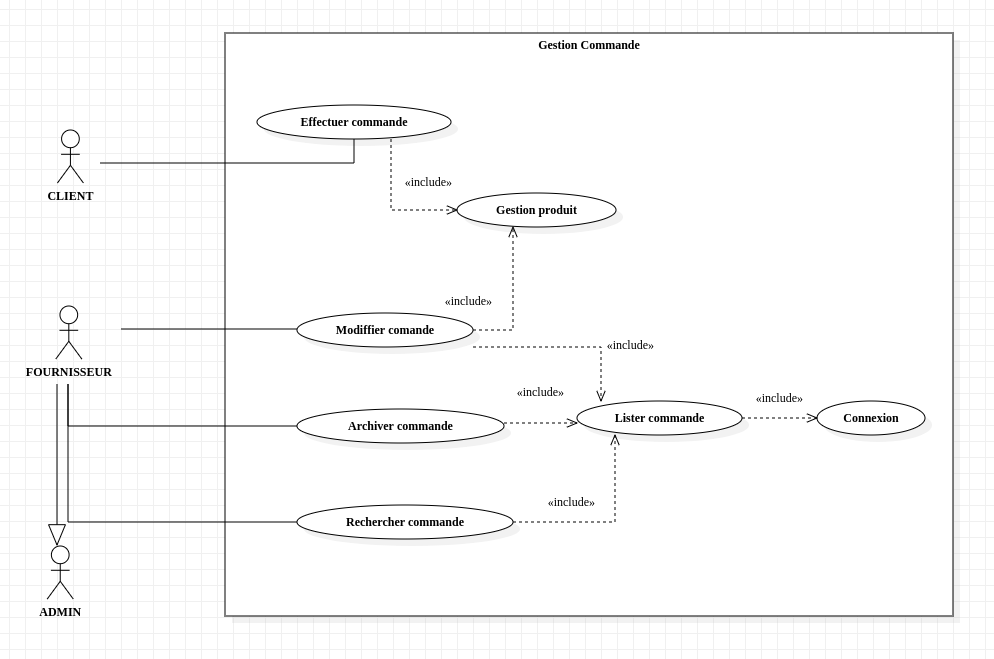 Gestion Commande
Effectuer commande
CLIENT
«include»
Gestion produit
«include»
Modiffier comande
«include»
FOURNISSEUR
«include»
«include»
Archiver commande
Lister commande
Connexion
«include»
Rechercher commande
ADMIN